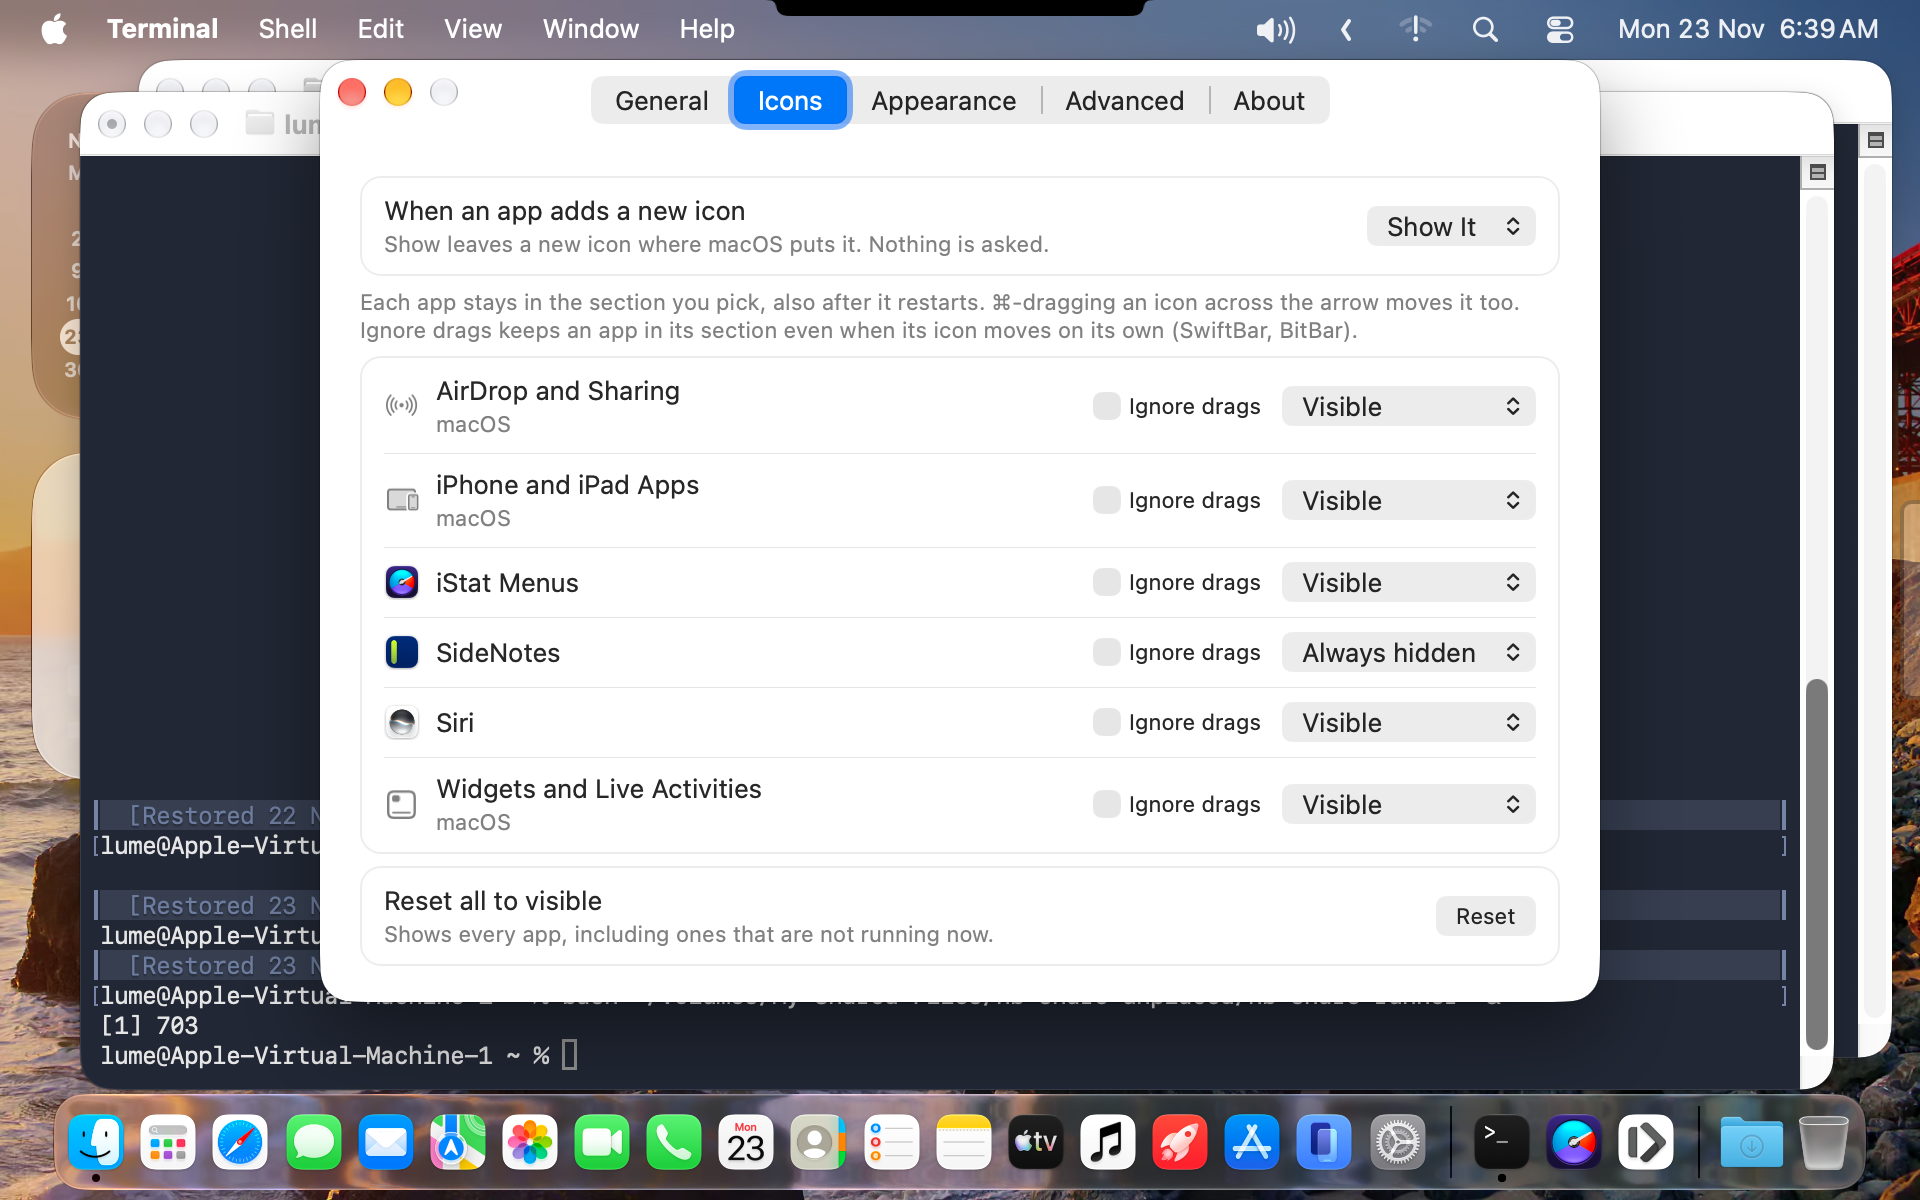 Terminal Shell Edit View Window Help Mon 23 Nov 6:39 AM
General Icons Appearance Advanced About
When an app adds a new icon
Show leaves a new icon where macOS puts it. Nothing is asked.
Show It
Each app stays in the section you pick, also after it restarts. ⌘-dragging an icon across the arrow moves it too.
Ignore drags keeps an app in its section even when its icon moves on its own (SwiftBar, BitBar).
AirDrop and Sharing
macOS
Ignore drags Visible
iPhone and iPad Apps
macOS
Ignore drags Visible
iStat Menus Ignore drags Visible
SideNotes Ignore drags Always hidden
Siri Ignore drags Visible
Widgets and Live Activities
macOS
Ignore drags Visible
Reset all to visible
Shows every app, including ones that are not running now.
Reset
[Restored 22
[lume@Apple-Virtu ]
[Restored 23
lume@Apple-Virtu
[Restored 23
[lume@Apple-Virtua ]
[1] 703
lume@Apple-Virtual-Machine-1 ~ %
Mon
23
tv